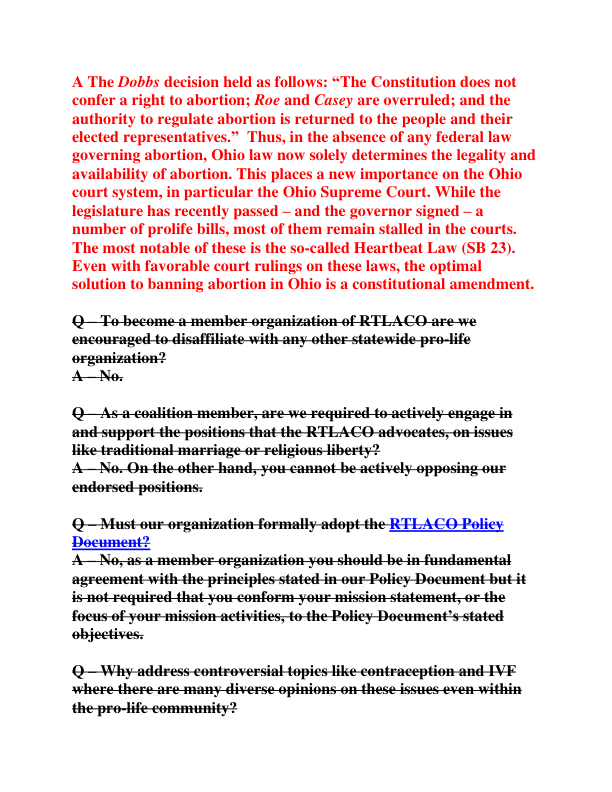 A The Dobbs decision held as follows: “The Constitution does not
confer a right to abortion; Roe and Casey are overruled; and the
authority to regulate abortion is returned to the people and their
elected representatives.”  Thus, in the absence of any federal law
governing abortion, Ohio law now solely determines the legality and
availability of abortion. This places a new importance on the Ohio
court system, in particular the Ohio Supreme Court. While the
legislature has recently passed – and the governor signed – a
number of prolife bills, most of them remain stalled in the courts.
The most notable of these is the so-called Heartbeat Law (SB 23).
Even with favorable court rulings on these laws, the optimal
solution to banning abortion in Ohio is a constitutional amendment.
Q – To become a member organization of RTLACO are we
encouraged to disaffiliate with any other statewide pro-life
organization?
A – No.
Q – As a coalition member, are we required to actively engage in
and support the positions that the RTLACO advocates, on issues
like traditional marriage or religious liberty?
A – No. On the other hand, you cannot be actively opposing our
endorsed positions.
Q – Must our organization formally adopt the RTLACO Policy
Document?
A – No, as a member organization you should be in fundamental
agreement with the principles stated in our Policy Document but it
is not required that you conform your mission statement, or the
focus of your mission activities, to the Policy Document’s stated
objectives.
Q – Why address controversial topics like contraception and IVF
where there are many diverse opinions on these issues even within
the pro-life community?